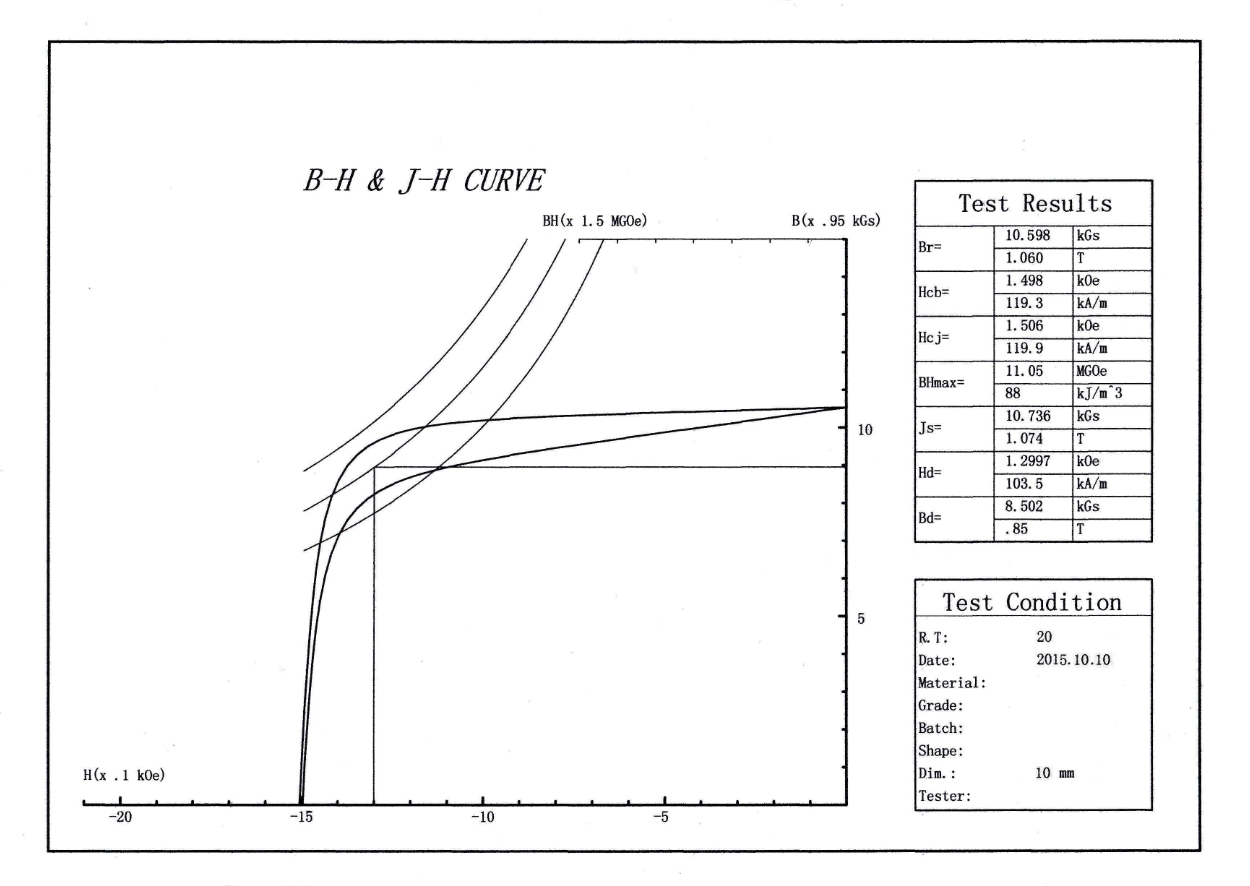 B-H & J-H CURVE
BH(x 1.5 MGOe)
B(x .95 kGs)
10
5
H(x .1 kOe)
-20
-15
-10
-5
Test Results
Br=
10.598 kGs
1.060 T
Hcb=
1.498 kOe
119.3 kA/m
Hcj=
1.506 kOe
119.9 kA/m
BHmax=
11.05 MGOe
88 kJ/m^3
Js=
10.736 kGs
1.074 T
Hd=
1.2997 kOe
103.5 kA/m
Bd=
8.502 kGs
.85 T
Test Condition
R.T: 20
Date: 2015.10.10
Material:
Grade:
Batch:
Shape:
Dim.: 10 mm
Tester: